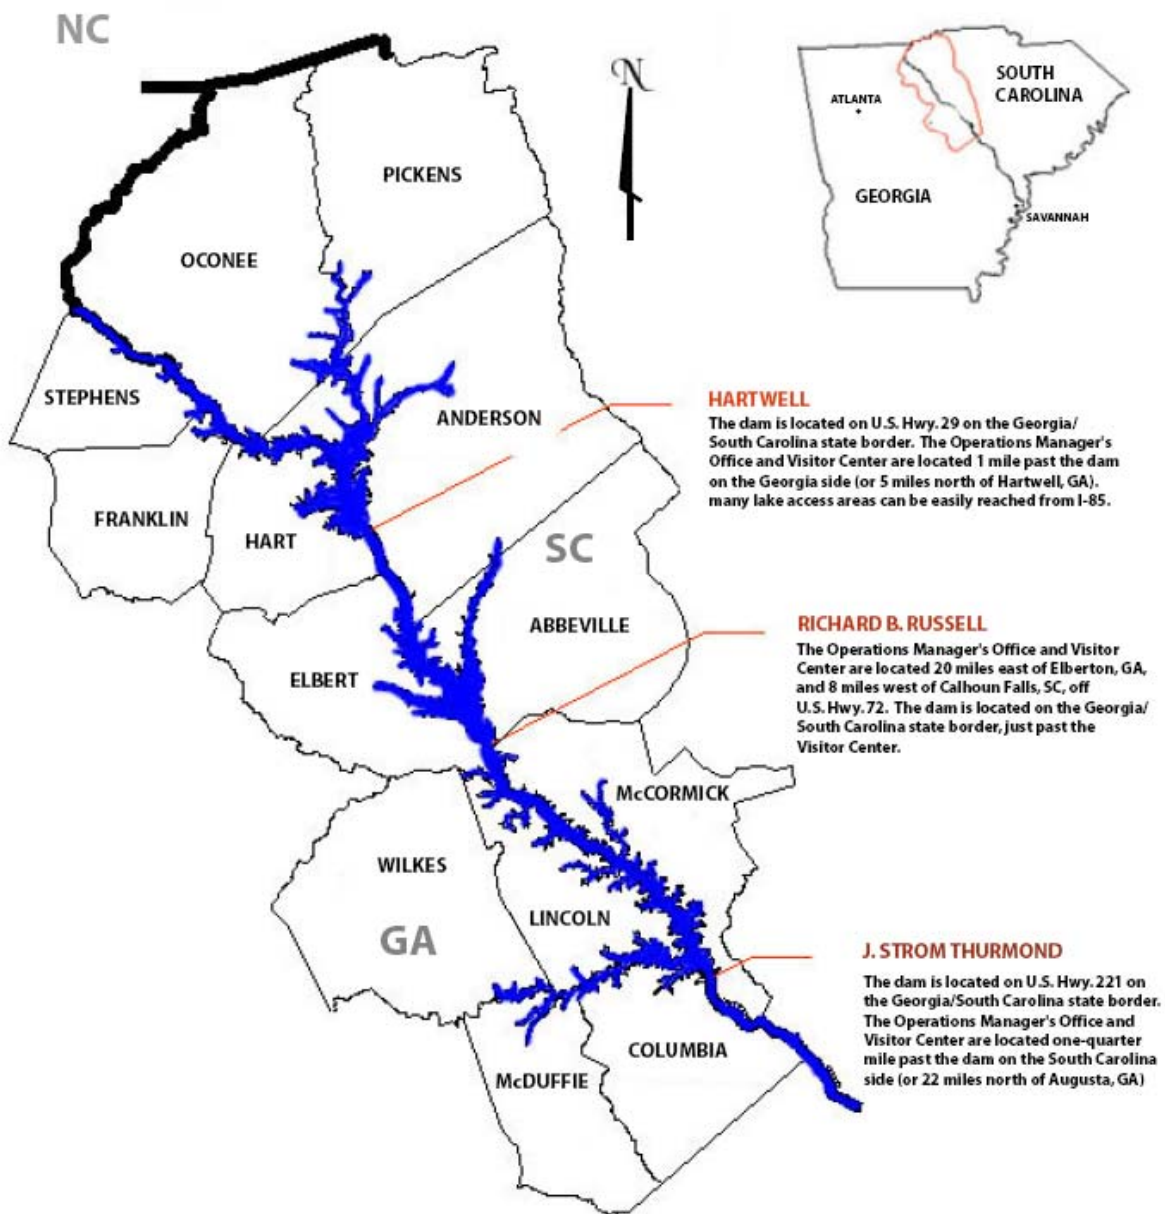 NC
N
SOUTH
CAROLINA
ATLANTA
GEORGIA
SAVANNAH
PICKENS
OCONEE
STEPHENS
ANDERSON
HARTWELL
The dam is located on U.S. Hwy. 29 on the Georgia/
South Carolina state border. The Operations Manager's
Office and Visitor Center are located 1 mile past the dam
on the Georgia side (or 5 miles north of Hartwell, GA).
many lake access areas can be easily reached from I-85.
FRANKLIN
HART
SC
ABBEVILLE
ELBERT
RICHARD B. RUSSELL
The Operations Manager's Office and Visitor
Center are located 20 miles east of Elberton, GA,
and 8 miles west of Calhoun Falls, SC, off
U.S. Hwy. 72. The dam is located on the Georgia/
South Carolina state border, just past the
Visitor Center.
McCORMICK
WILKES
LINCOLN
GA
J. STROM THURMOND
The dam is located on U.S. Hwy. 221 on
the Georgia/South Carolina state border.
The Operations Manager's Office and
Visitor Center are located one-quarter
mile past the dam on the South Carolina
side (or 22 miles north of Augusta, GA)
COLUMBIA
McDUFFIE